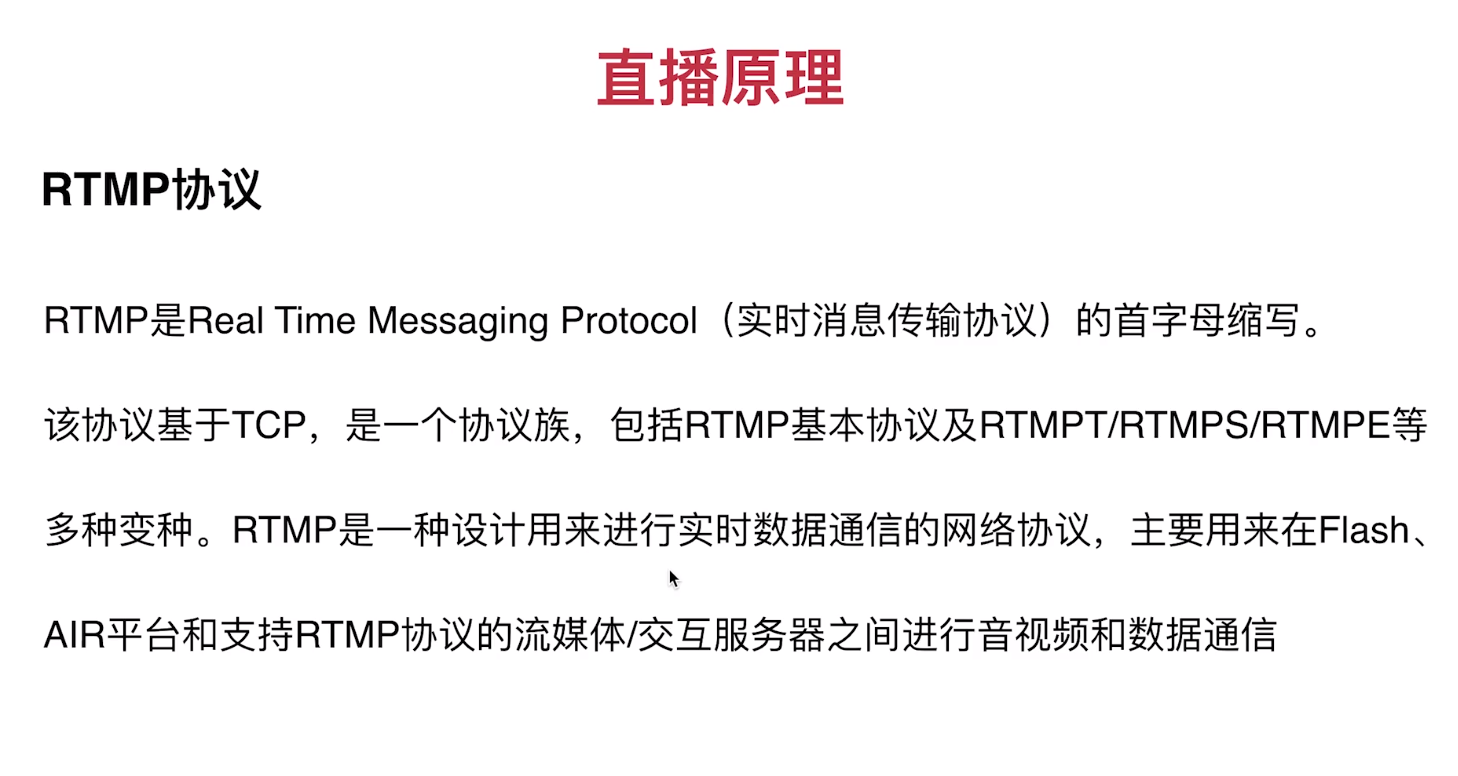 直播原理
RTMP协议
RTMP是Real Time Messaging Protocol（实时消息传输协议）的首字母缩写。
该协议基于TCP，是一个协议族，包括RTMP基本协议及RTMPT/RTMPS/RTMPE等
多种变种。RTMP是一种设计用来进行实时数据通信的网络协议，主要用来在Flash、
AIR平台和支持RTMP协议的流媒体/交互服务器之间进行音视频和数据通信